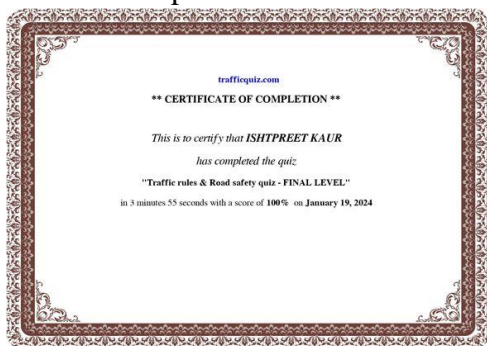 trafficquiz.com
** CERTIFICATE OF COMPLETION **
This is to certify that ISHTPREET KAUR
has completed the quiz
"Traffic rules & Road safety quiz - FINAL LEVEL"
in 3 minutes 55 seconds with a score of 100% on January 19, 2024